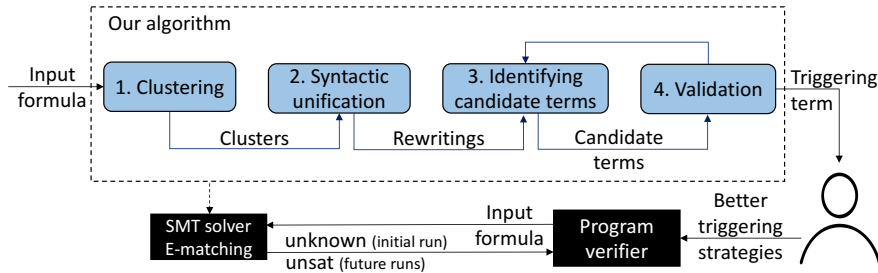 Our algorithm
Input
formula
1. Clustering
2. Syntactic
unification
3. Identifying
candidate terms
4. Validation
Triggering
term
Clusters
Rewritings
Candidate
terms
SMT solver
E-matching
Input
formula
unknown (initial run)
unsat (future runs)
Program
verifier
Better
triggering
strategies